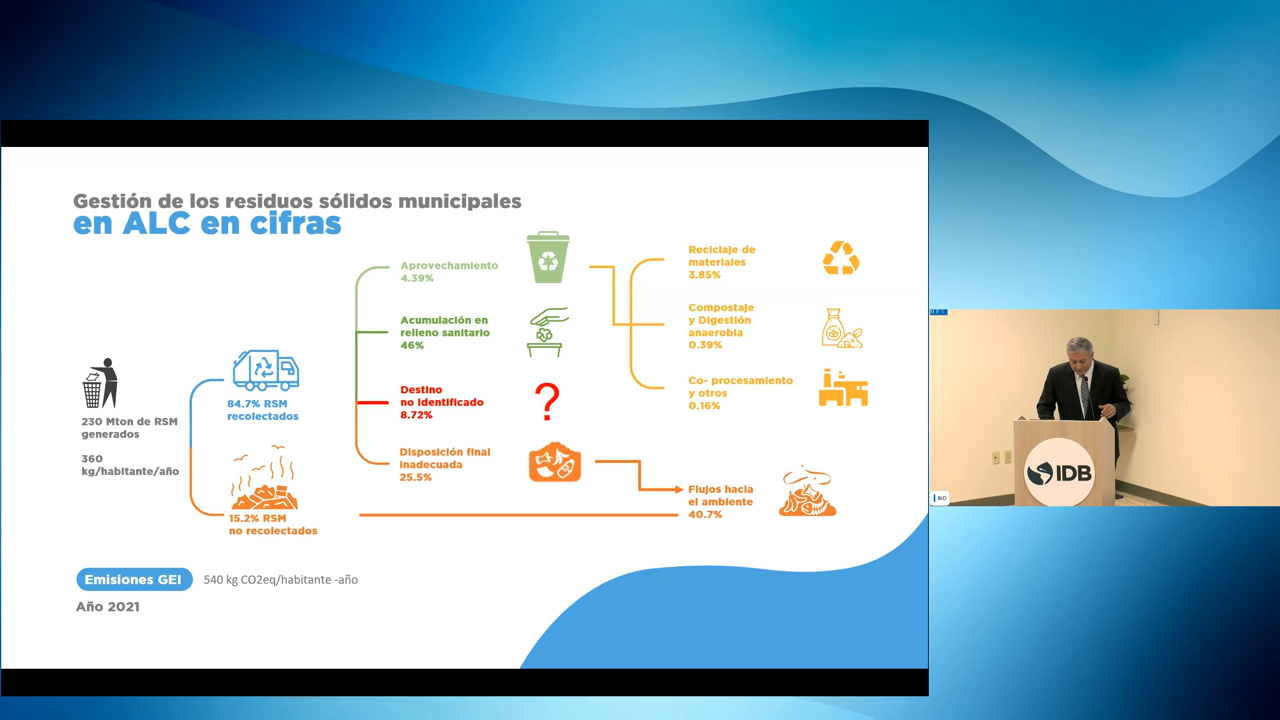 Gestión de los residuos sólidos municipales
en ALC en cifras
230 Mton de RSM
generados
360
kg/habitante/año
84.7% RSM
recolectados
15.2% RSM
no recolectados
Aprovechamiento
4.39%
Acumulación en
relleno sanitario
46%
Destino
no identificado
8.72%
?
Disposición final
inadecuada
25.5%
Reciclaje de
materiales
3.85%
Compostaje
y Digestión
anaerobia
0.39%
Co- procesamiento
y otros
0.16%
Flujos hacia
el ambiente
40.7%
Emisiones GEI
540 kg CO2eq/habitante -año
Año 2021
IDB
BID